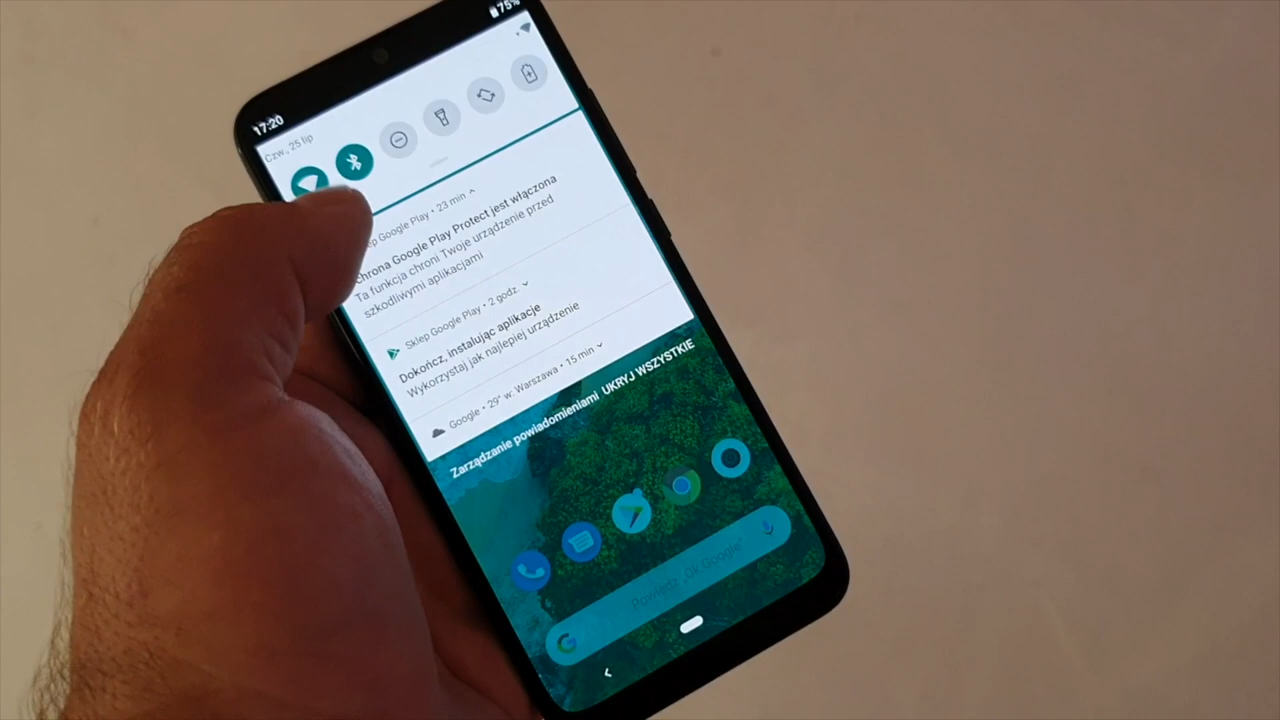 17:20
75%
Czw., 25 lip
Sklep Google Play • 23 min
Chrona Google Play Protect jest włączona
Ta funkcja chroni Twoje urządzenie przed
szkodliwymi aplikacjami
Sklep Google Play • 2 godz.
Dokończ, instalując aplikacje
Wykorzystaj jak najlepiej urządzenie
Google • 29° w: Warszawa • 15 min
Zarządzanie powiadomieniami UKRYJ WSZYSTKIE
Powiedz „Ok Google"
G